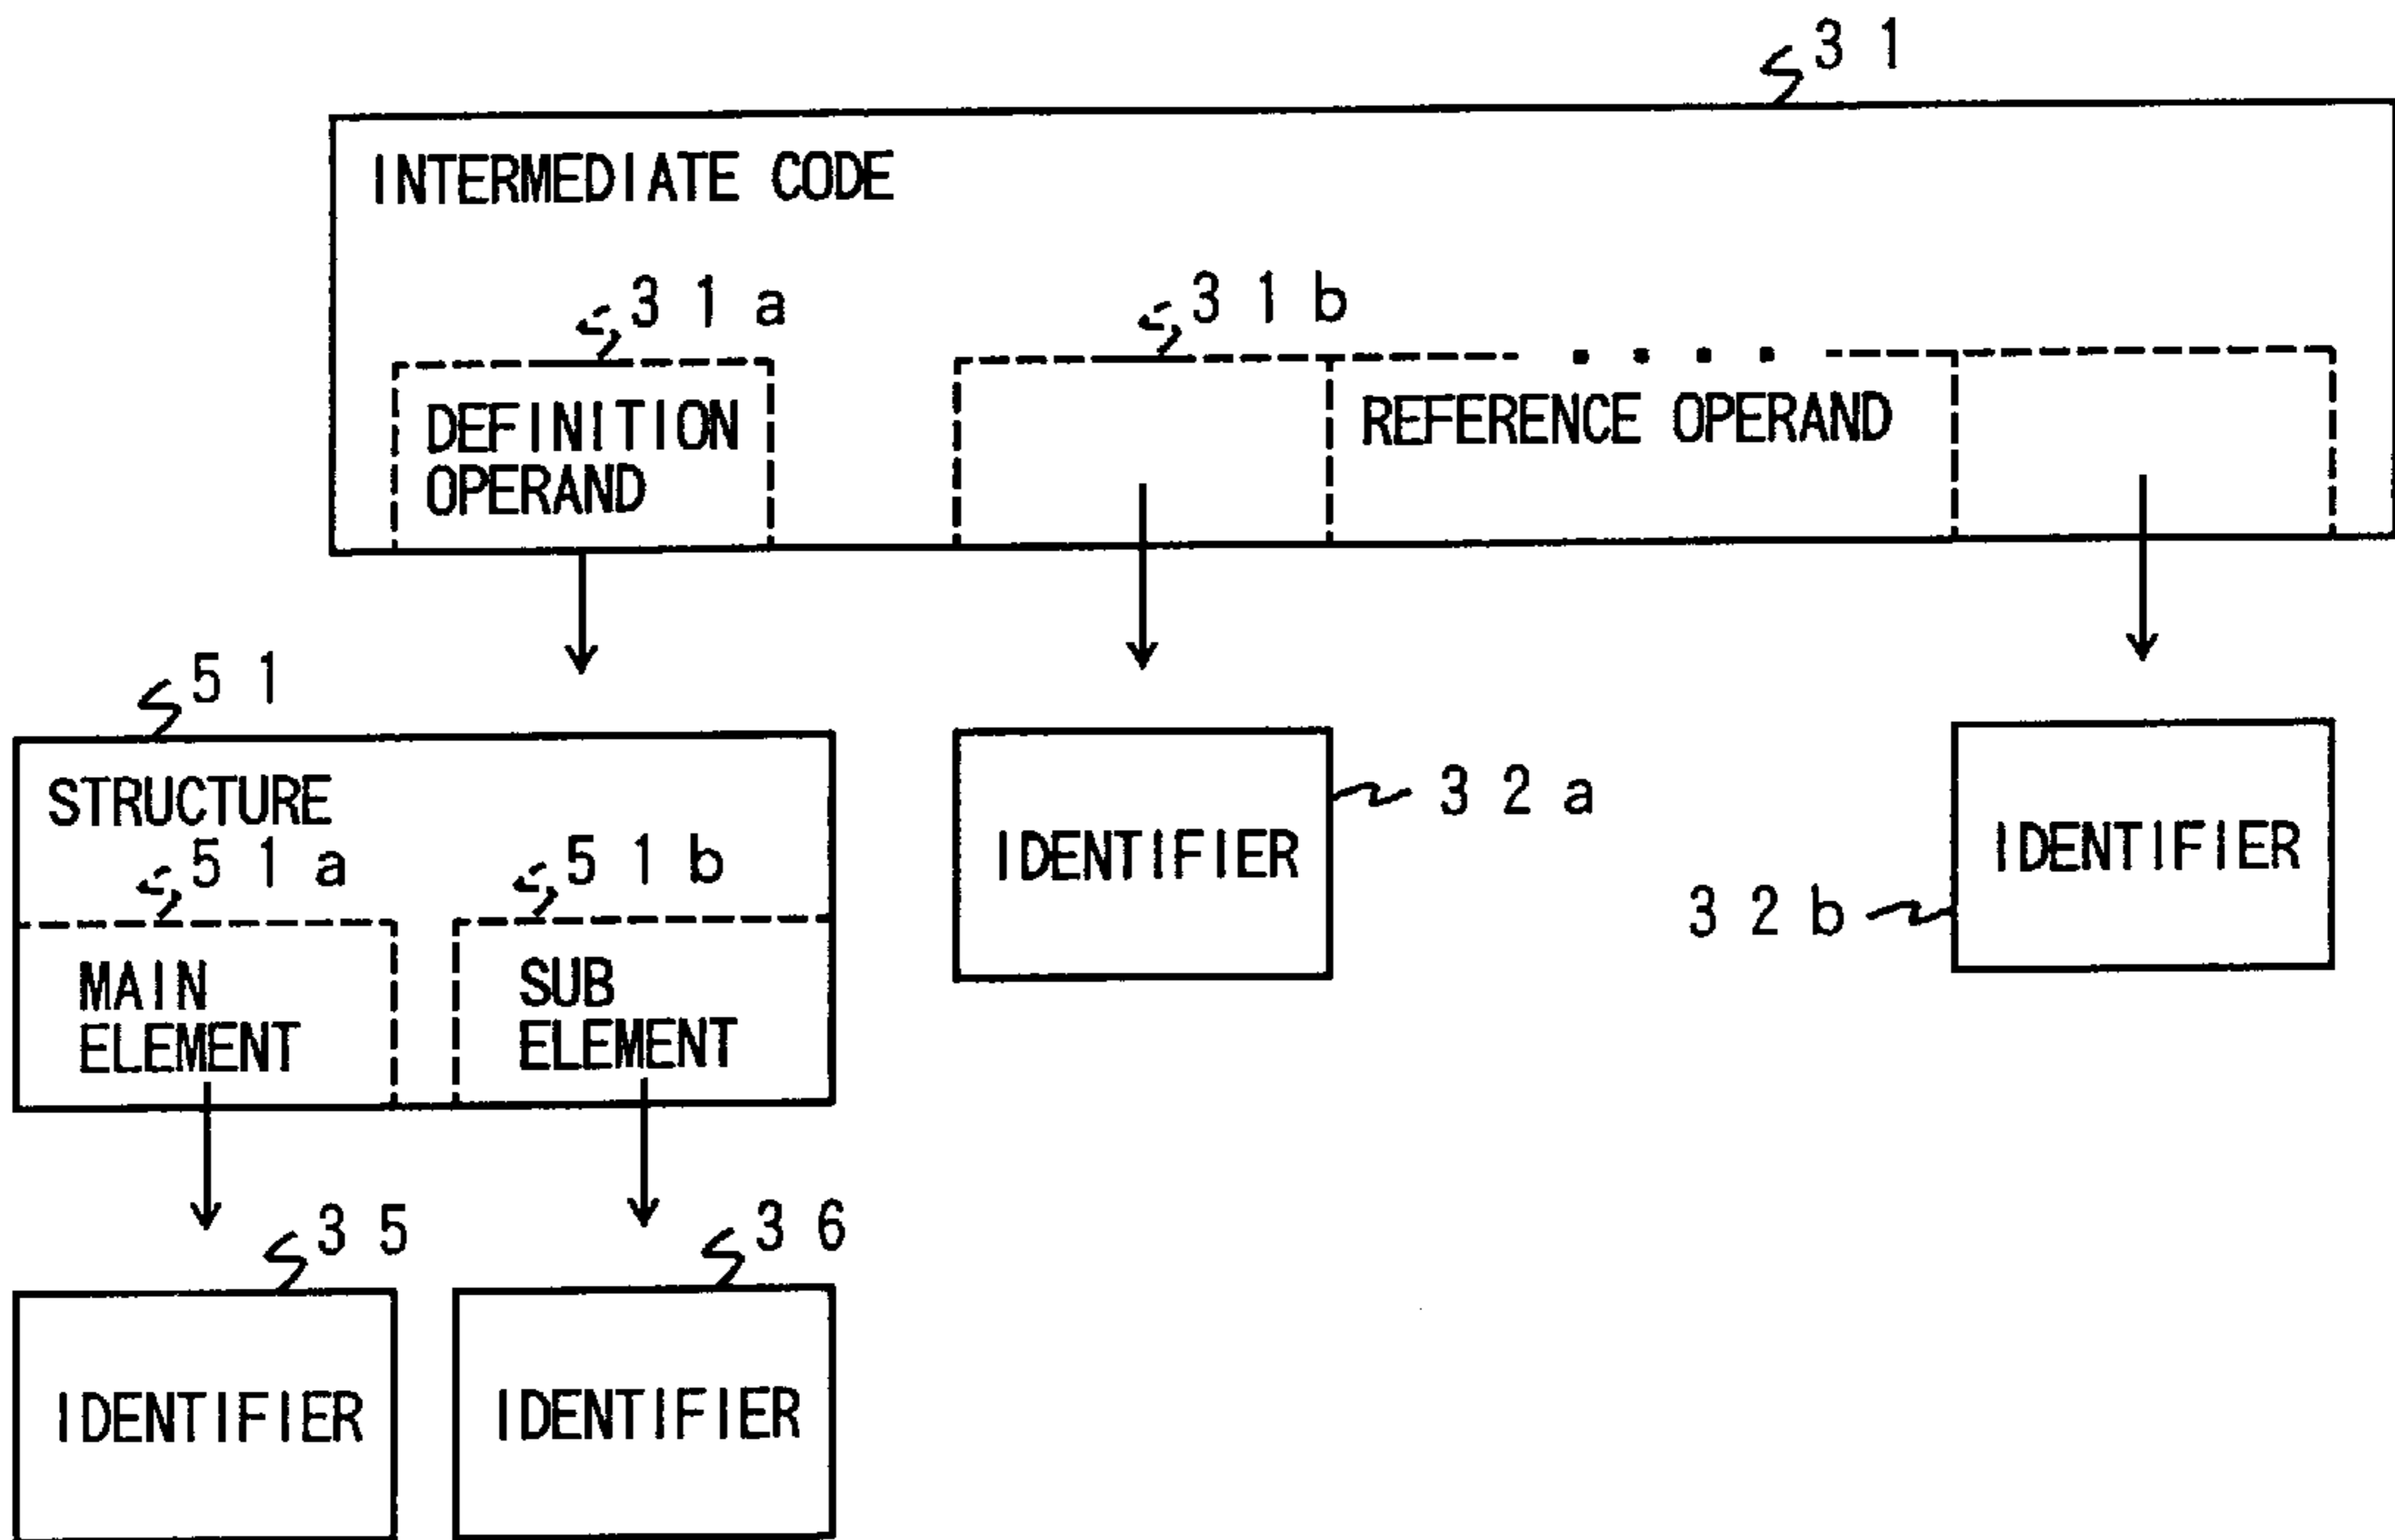 31
INTERMEDIATE CODE
31a
31b
DEFINITION
OPERAND
REFERENCE OPERAND
51
STRUCTURE
51a
51b
MAIN
ELEMENT
SUB
ELEMENT
IDENTIFIER
32a
IDENTIFIER
32b
35
36
IDENTIFIER
IDENTIFIER